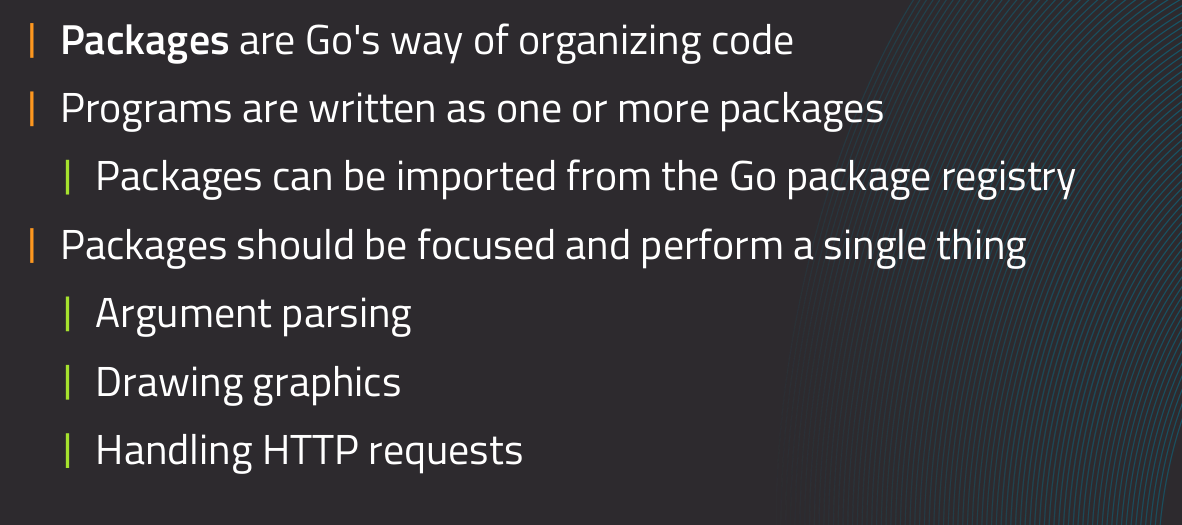 Packages are Go's way of organizing code
Programs are written as one or more packages
Packages can be imported from the Go package registry
Packages should be focused and perform a single thing
Argument parsing
Drawing graphics
Handling HTTP requests